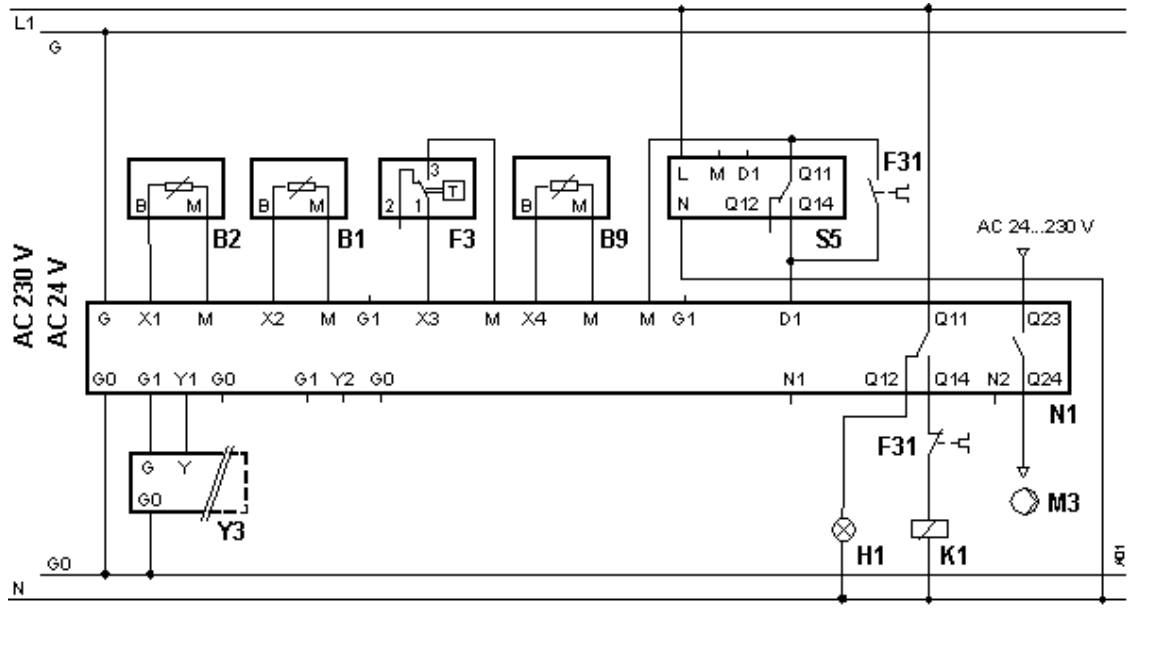 L1
G
AC 230 V
AC 24 V
B M
B2
B M
B1
3
T
2 1
F3
B M
B9
L M D1 Q11
N Q12 Q14
S5
F31
AC 24...230 V
G X1 M X2 M G1 X3 M X4 M M G1 D1 Q11 Q23
G0 G1 Y1 G0 G1 Y2 G0 N1 Q12 Q14 N2 Q24
N1
F31
G Y
G0
Y3
M3
H1
K1
A01
G0
N